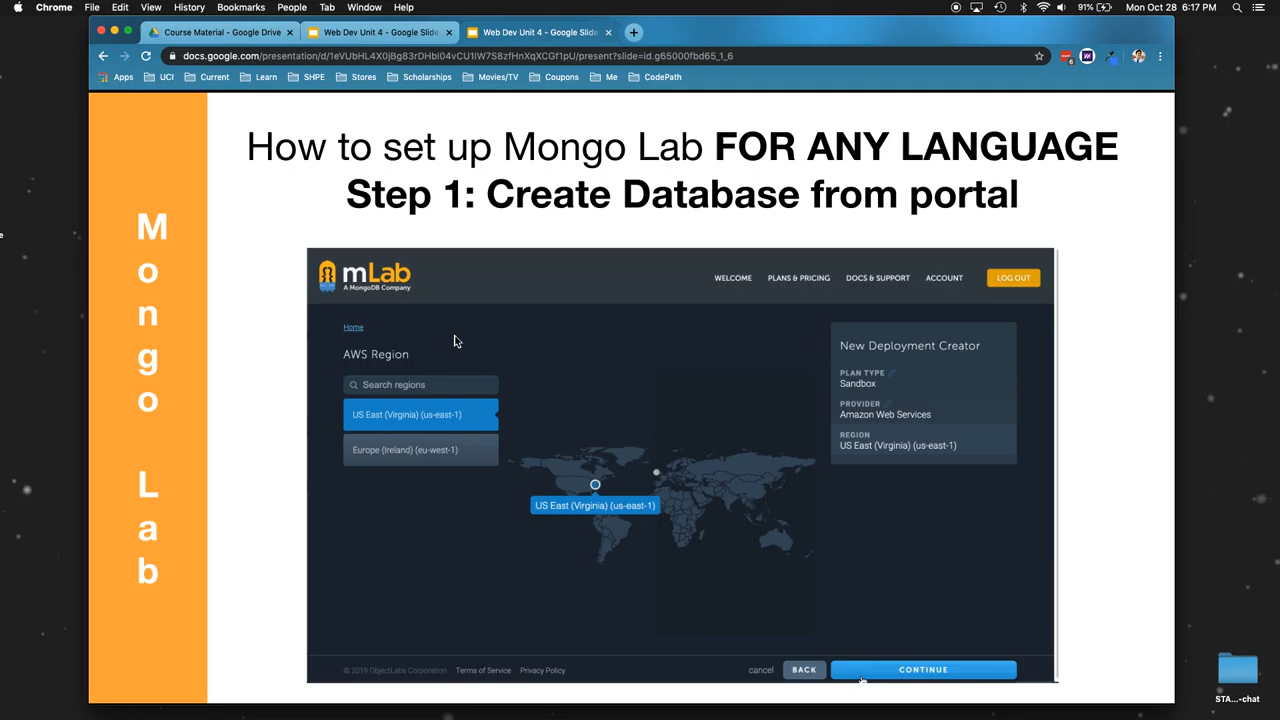 Chrome File Edit View History Bookmarks People Tab Window Help
91% Mon Oct 28 6:17 PM
Course Material - Google Drive
Web Dev Unit 4 - Google Slide
Web Dev Unit 4 - Google Slide
docs.google.com/presentation/d/1eVUbHL4X0jBg83rDHbI04vCU1IW7S8zfHnXqXCGf1pU/present?slide=id.g65000fbd65_1_6
Apps UCI Current Learn SHPE Stores Scholarships Movies/TV Coupons Me CodePath
How to set up Mongo Lab FOR ANY LANGUAGE
Step 1: Create Database from portal
M
o
n
g
o
L
a
b
mLab
A MongoDB Company
WELCOME PLANS & PRICING DOCS & SUPPORT ACCOUNT LOG OUT
Home
AWS Region
Search regions
US East (Virginia) (us-east-1)
Europe (Ireland) (eu-west-1)
US East (Virginia) (us-east-1)
New Deployment Creator
PLAN TYPE
Sandbox
PROVIDER
Amazon Web Services
REGION
US East (Virginia) (us-east-1)
© 2019 ObjectLabs Corporation Terms of Service Privacy Policy
cancel BACK CONTINUE
STA...-chat